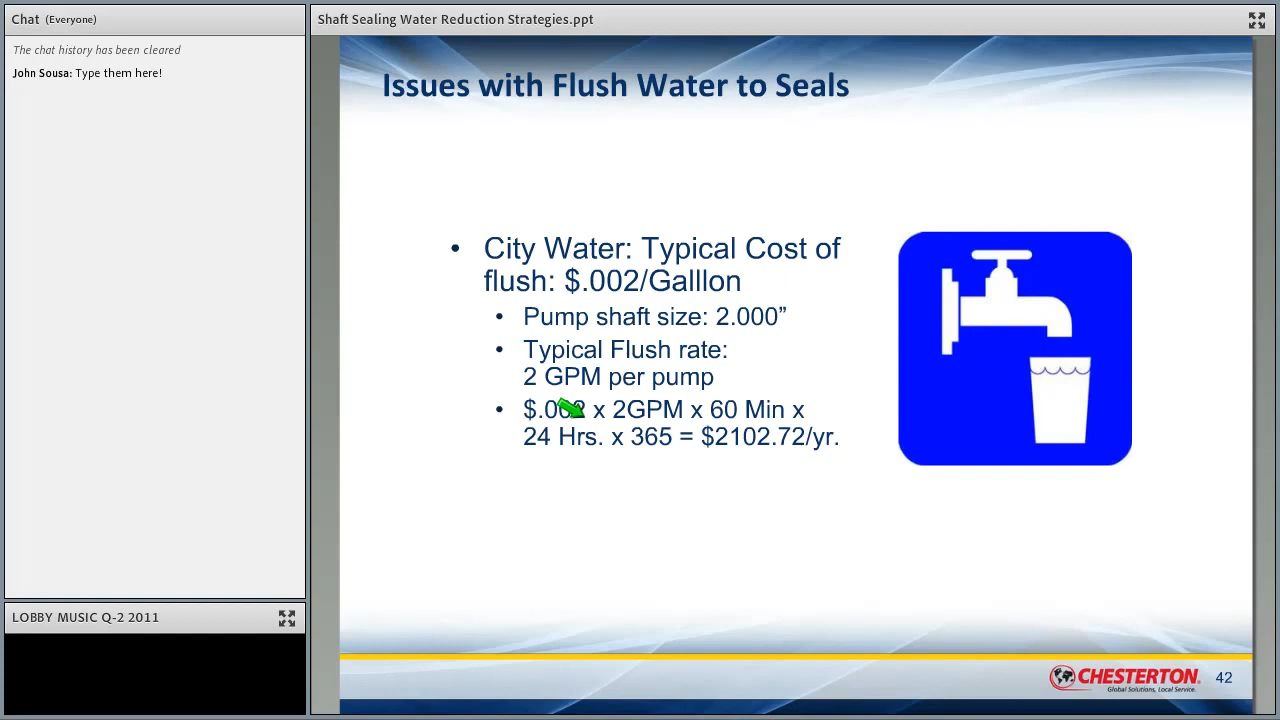 Chat (Everyone)
The chat history has been cleared
John Sousa: Type them here!
LOBBY MUSIC Q-2 2011
Shaft Sealing Water Reduction Strategies.ppt
Issues with Flush Water to Seals
• City Water: Typical Cost of
flush: $.002/Galllon
• Pump shaft size: 2.000”
• Typical Flush rate:
2 GPM per pump
• $.002 x 2GPM x 60 Min x
24 Hrs. x 365 = $2102.72/yr.
CHESTERTON
Global Solutions, Local Service.
42